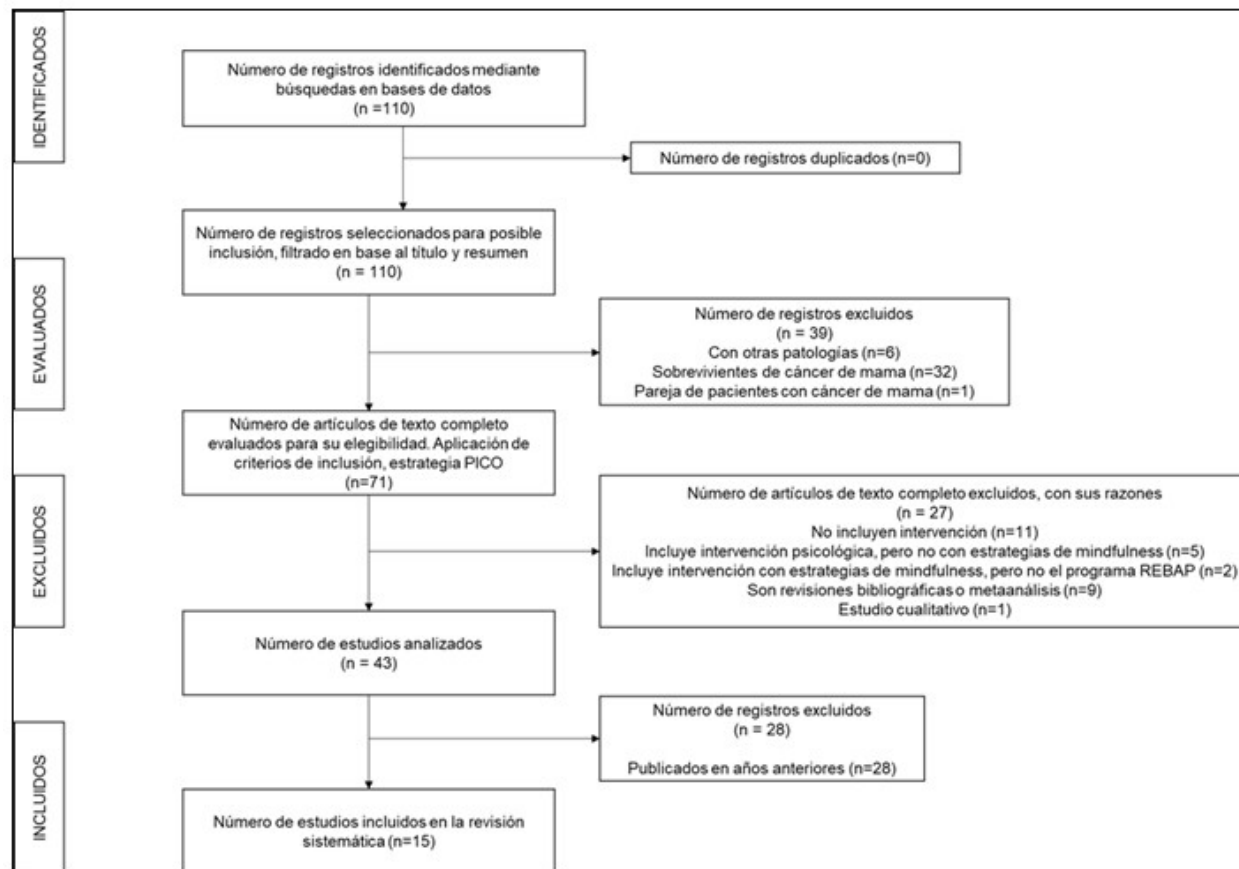 IDENTIFICADOS
Número de registros identificados mediante
búsquedas en bases de datos
(n =110)
Número de registros duplicados (n=0)
Número de registros seleccionados para posible
inclusión, filtrado en base al título y resumen
(n = 110)
EVALUADOS
Número de registros excluidos
(n = 39)
Con otras patologías (n=6)
Sobrevivientes de cáncer de mama (n=32)
Pareja de pacientes con cáncer de mama (n=1)
Número de artículos de texto completo
evaluados para su elegibilidad. Aplicación de
criterios de inclusión, estrategia PICO
(n=71)
EXCLUIDOS
Número de artículos de texto completo excluidos, con sus razones
(n = 27)
No incluyen intervención (n=11)
Incluye intervención psicológica, pero no con estrategias de mindfulness (n=5)
Incluye intervención con estrategias de mindfulness, pero no el programa REBAP (n=2)
Son revisiones bibliográficas o metaanálisis (n=9)
Estudio cualitativo (n=1)
Número de estudios analizados
(n = 43)
Número de registros excluidos
(n = 28)
Publicados en años anteriores (n=28)
INCLUIDOS
Número de estudios incluidos en la revisión
sistemática (n=15)